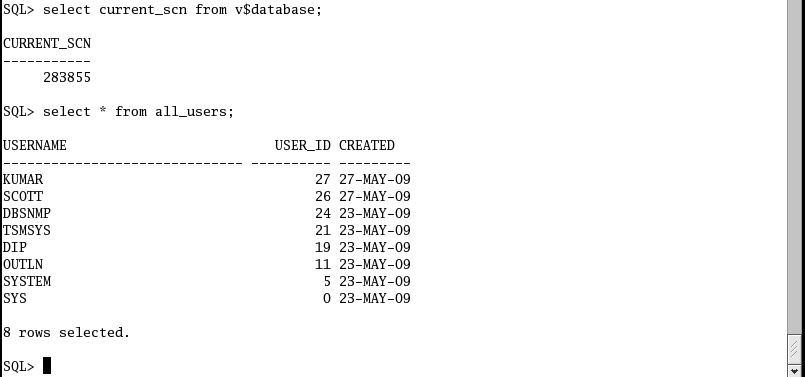 SQL> select current_scn from v$database;
CURRENT_SCN
-----------
     283855
SQL> select * from all_users;
USERNAME                          USER_ID CREATED
------------------------------ ---------- ---------
KUMAR                                  27 27-MAY-09
SCOTT                                  26 27-MAY-09
DBSNMP                                 24 23-MAY-09
TSMSYS                                 21 23-MAY-09
DIP                                    19 23-MAY-09
OUTLN                                  11 23-MAY-09
SYSTEM                                  5 23-MAY-09
SYS                                     0 23-MAY-09
8 rows selected.
SQL>